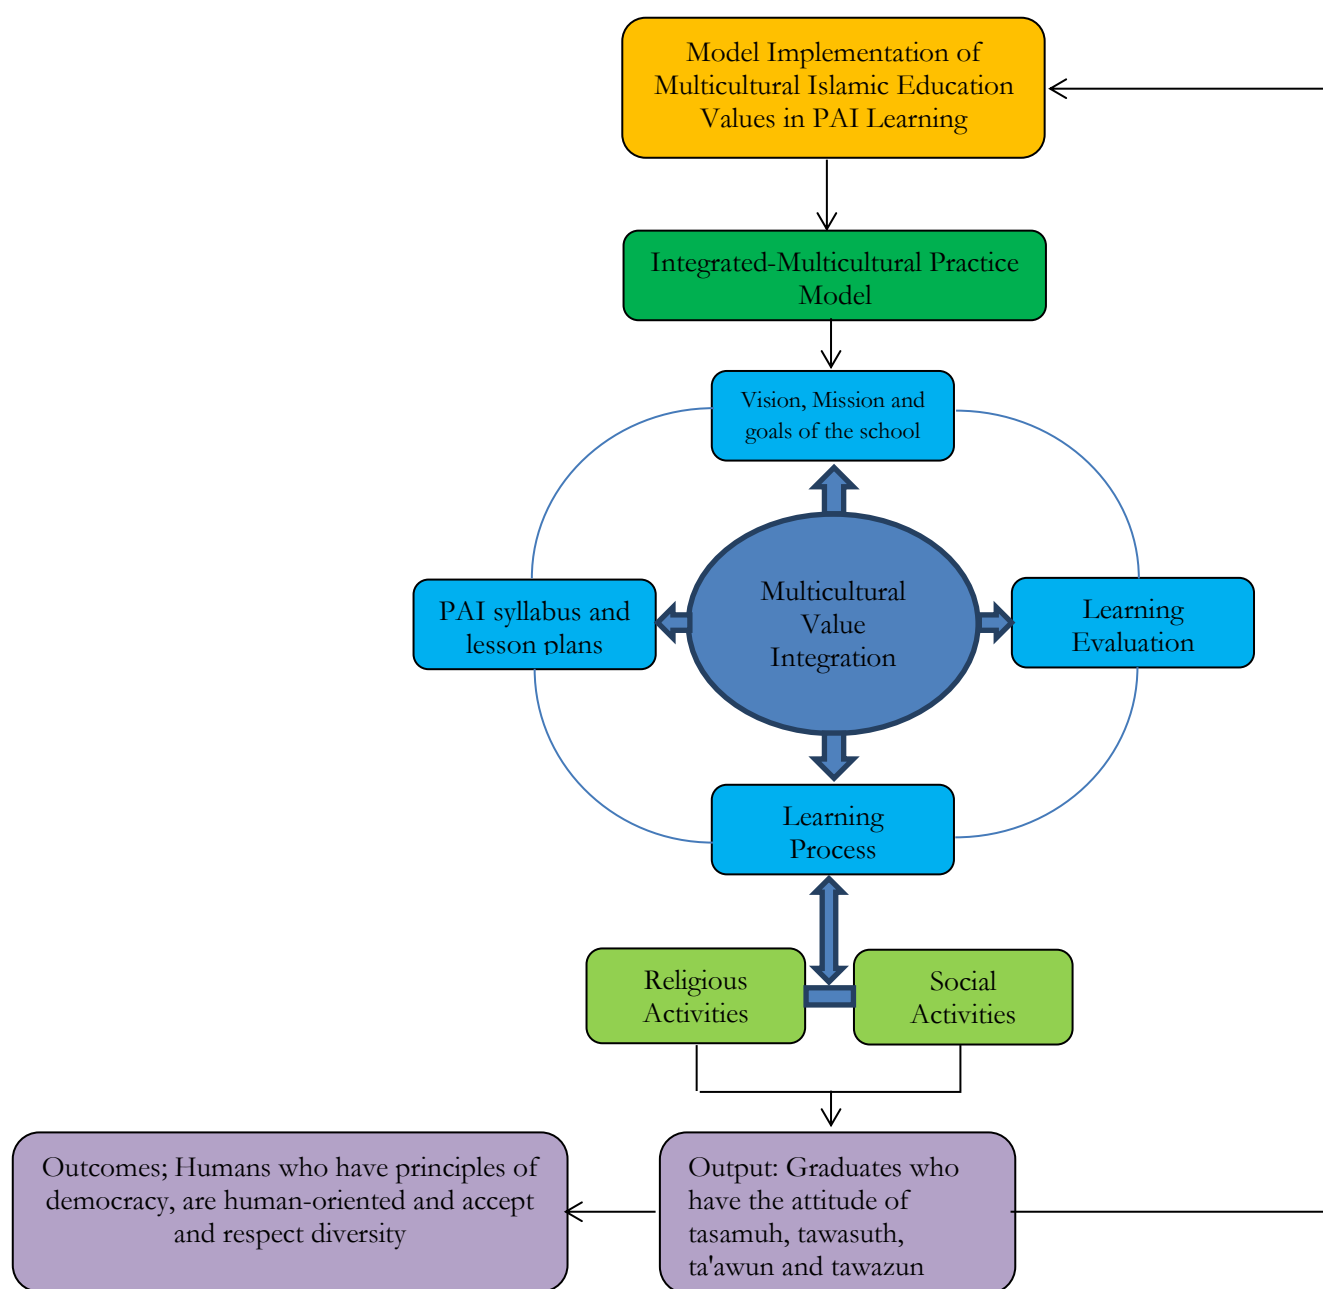 Model Implementation of
Multicultural Islamic Education
Values in PAI Learning
Integrated-Multicultural Practice
Model
Vision, Mission and
goals of the school
PAI syllabus and
lesson plans
Multicultural
Value
Integration
Learning
Evaluation
Learning
Process
Religious
Activities
Social
Activities
Outcomes; Humans who have principles of
democracy, are human-oriented and accept
and respect diversity
Output: Graduates who
have the attitude of
tasamuh, tawasuth,
ta'awun and tawazun